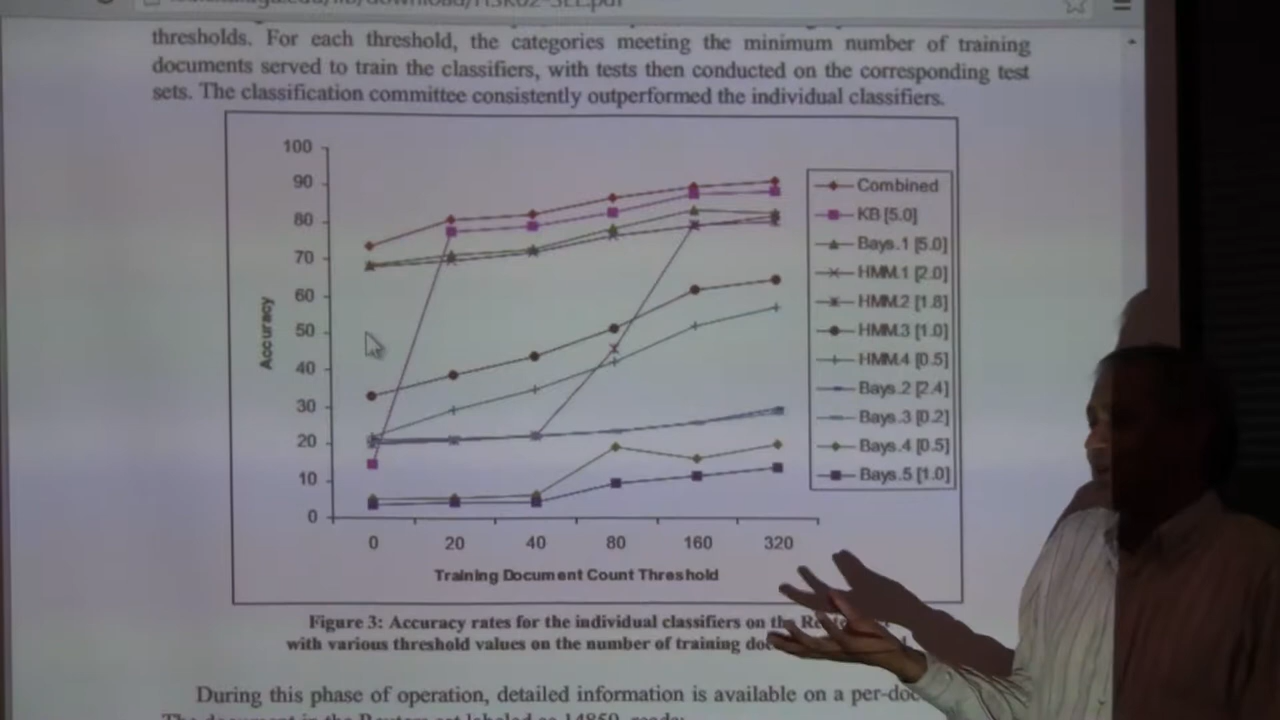 thresholds. For each threshold, the categories meeting the minimum number of training
documents served to train the classifiers, with tests then conducted on the corresponding test
sets. The classification committee consistently outperformed the individual classifiers.
100
90
80
70
60
50
40
30
20
10
0
Accuracy
0 20 40 80 160 320
Training Document Count Threshold
Combined
KB [5.0]
Bays.1 [5.0]
HMM.1 [2.0]
HMM.2 [1.8]
HMM.3 [1.0]
HMM.4 [0.5]
Bays.2 [2.4]
Bays.3 [0.2]
Bays.4 [0.5]
Bays.5 [1.0]
Figure 3: Accuracy rates for the individual classifiers on the
with various threshold values on the number of training
During this phase of operation, detailed information is available on a